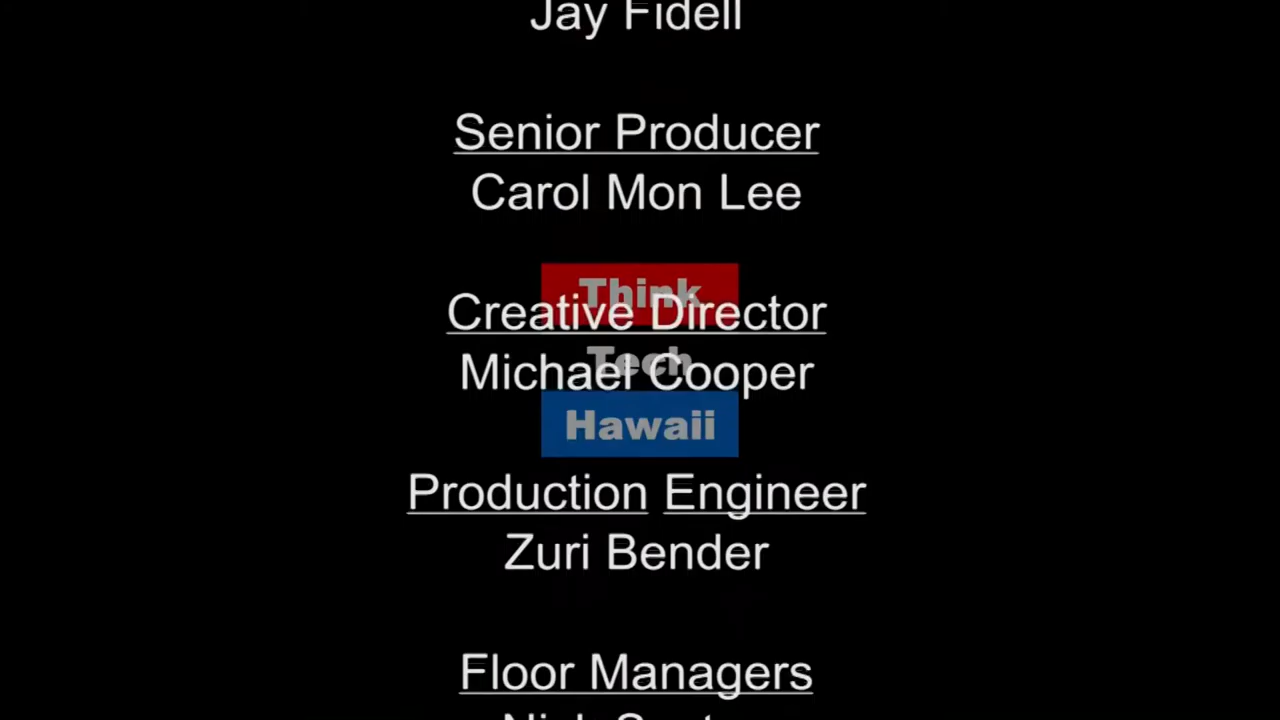 Jay Fidell
Senior Producer
Carol Mon Lee
Think
Creative Director
Tech
Michael Cooper
Hawaii
Production Engineer
Zuri Bender
Floor Managers